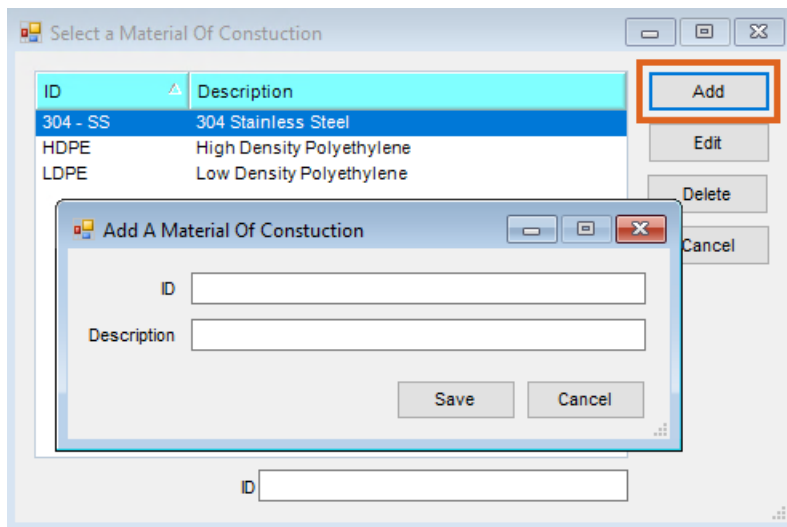 Select a Material Of Constuction
ID Description
Add
304 - SS 304 Stainless Steel
HDPE High Density Polyethylene
Edit
LDPE Low Density Polyethylene
Delete
Cancel
Add A Material Of Constuction
ID
Description
Save Cancel
ID